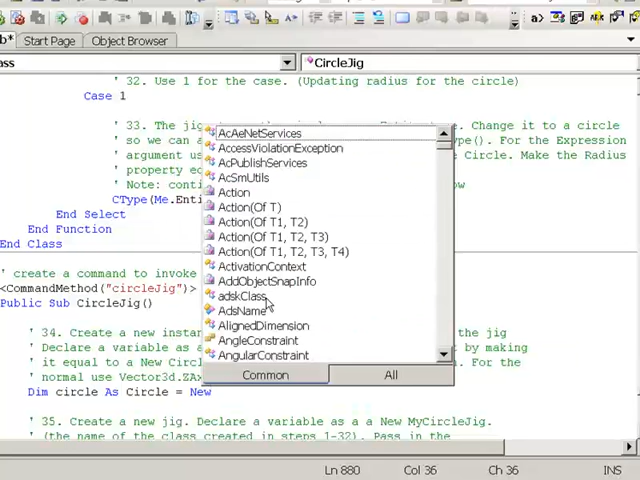 b* Start Page Object Browser
ass CircleJig
' 32. Use 1 for the case. (Updating radius for the circle)
Case 1
' 33. The jig
Change it to a circle
so we can a
ype(). For the Expression
argument us
Circle. Make the Radius
property eq
Note: conti
ow
CType(Me.Enti
End Select
End Function
End Class
AcAeNetServices
AccessViolationException
AcPublishServices
AcSmUtils
Action
Action(Of T)
Action(Of T1, T2)
Action(Of T1, T2, T3)
Action(Of T1, T2, T3, T4)
ActivationContext
AddObjectSnapInfo
adskClass
AdsName
AlignedDimension
AngleConstraint
AngularConstraint
Common All
' create a command to invoke
<CommandMethod("circleJig")>
Public Sub CircleJig()
' 34. Create a new instan
the jig
Declare a variable as a
t by making
it equal to a New Circl
. For the
normal use Vector3d.ZAx
Dim circle As Circle = New
' 35. Create a new jig. Declare a variable as a a New MyCircleJig.
(the name of the class created in steps 1-32). Pass in the
Ln 880 Col 36 Ch 36 INS